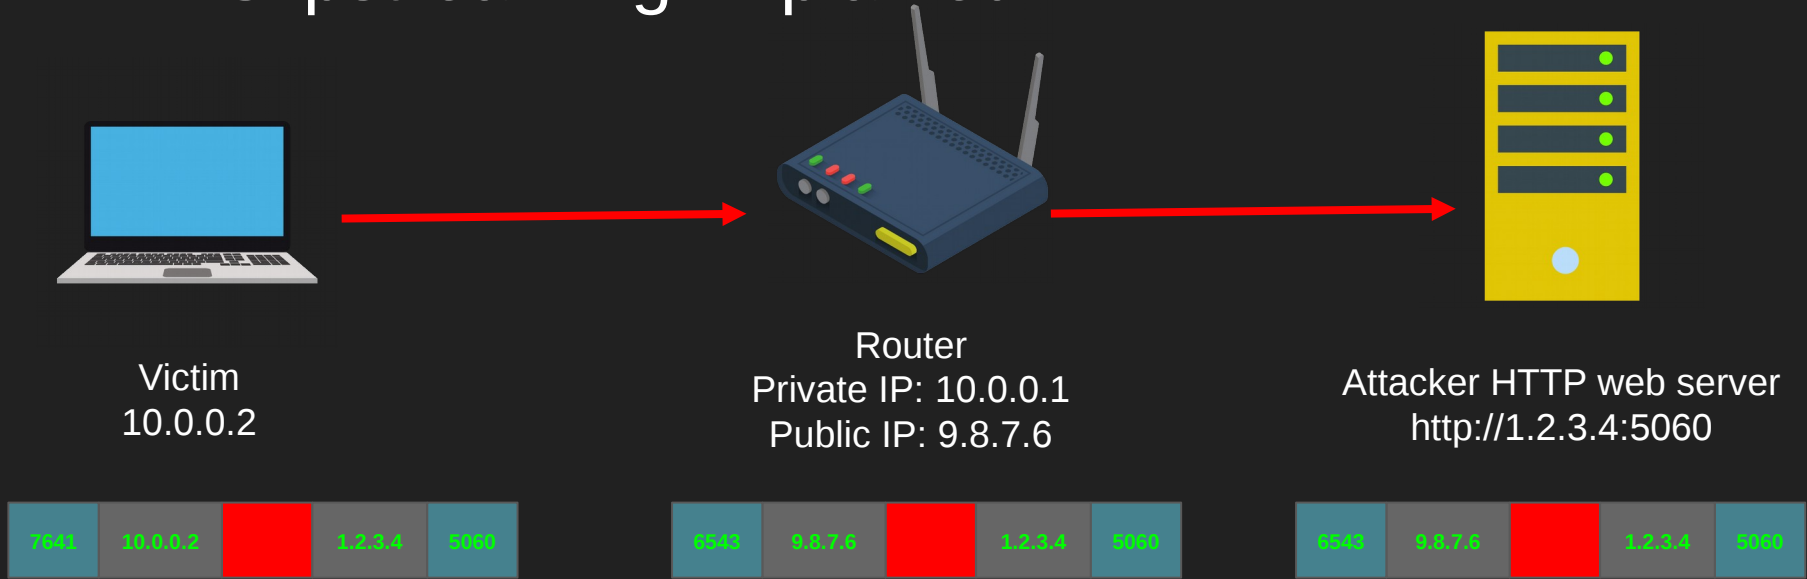 Victim
10.0.0.2
Router
Private IP: 10.0.0.1
Public IP: 9.8.7.6
Attacker HTTP web server
http://1.2.3.4:5060
7641 10.0.0.2 1.2.3.4 5060
6543 9.8.7.6 1.2.3.4 5060
6543 9.8.7.6 1.2.3.4 5060